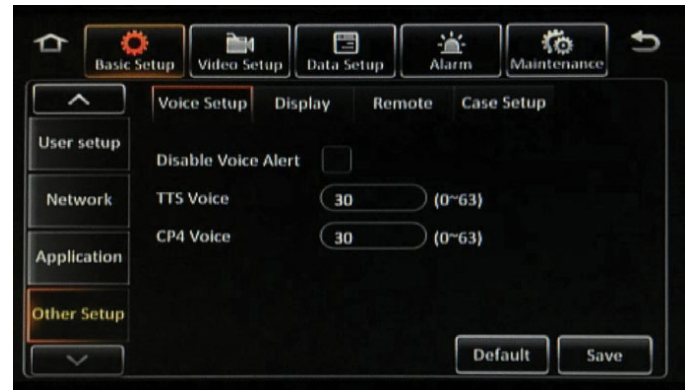 Basic Setup
Video Setup
Data Setup
Alarm
Maintenance
Voice Setup
Display
Remote
Case Setup
User setup
Network
Application
Other Setup
Disable Voice Alert
TTS Voice
30
(0~63)
CP4 Voice
30
(0~63)
Default
Save